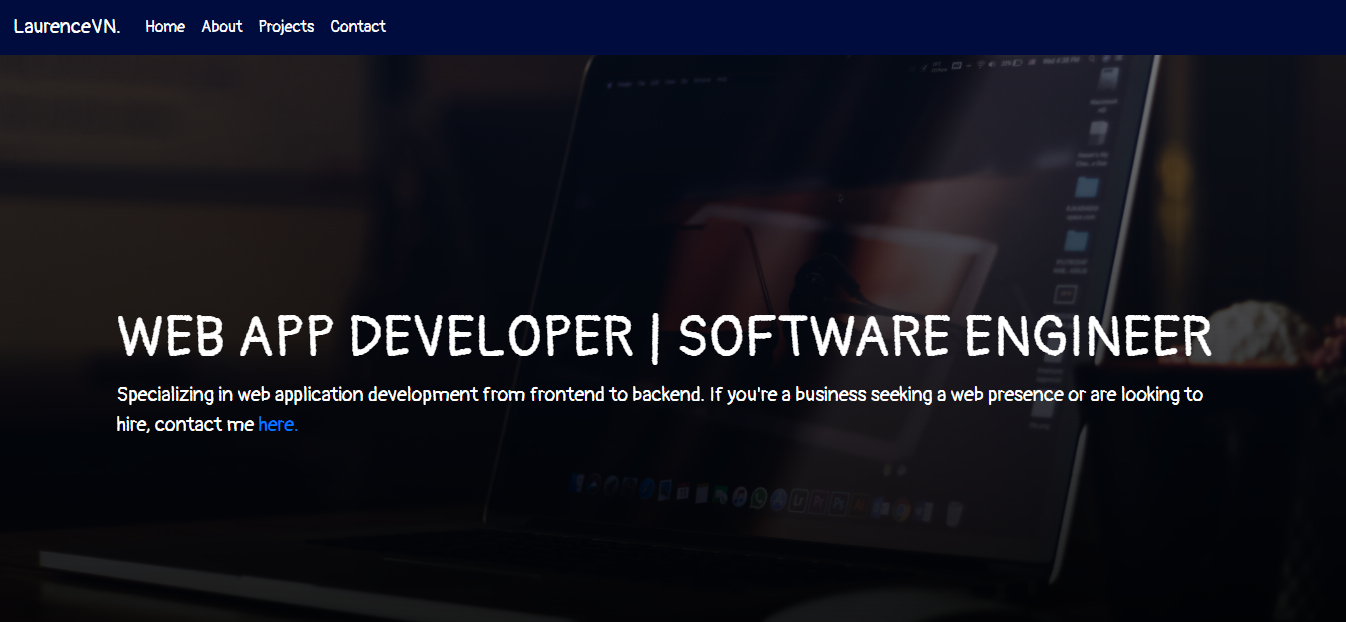 LaurenceVN. Home About Projects Contact
WEB APP DEVELOPER | SOFTWARE ENGINEER
Specializing in web application development from frontend to backend. If you're a business seeking a web presence or are looking to
hire, contact me here.